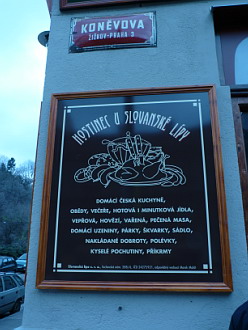 KONĚVOVA
ŽIŽKOV-PRAHA 3
HOSTINEC U SLOVANSKÉ LÍPY
DOMÁCÍ ČESKÁ KUCHYNĚ,
OBĚDY, VEČEŘE, HOTOVÁ I MINUTKOVÁ JÍDLA,
VEPŘOVÁ, HOVĚZÍ, VAŘENÁ, PEČENÁ MASA,
DOMÁCÍ UZENINY, PÁRKY, ŠKVARKY, SÁDLO,
NAKLÁDANÉ DOBROTY, POLÉVKY,
KYSELÉ POCHUTINY, PŘÍKRMY